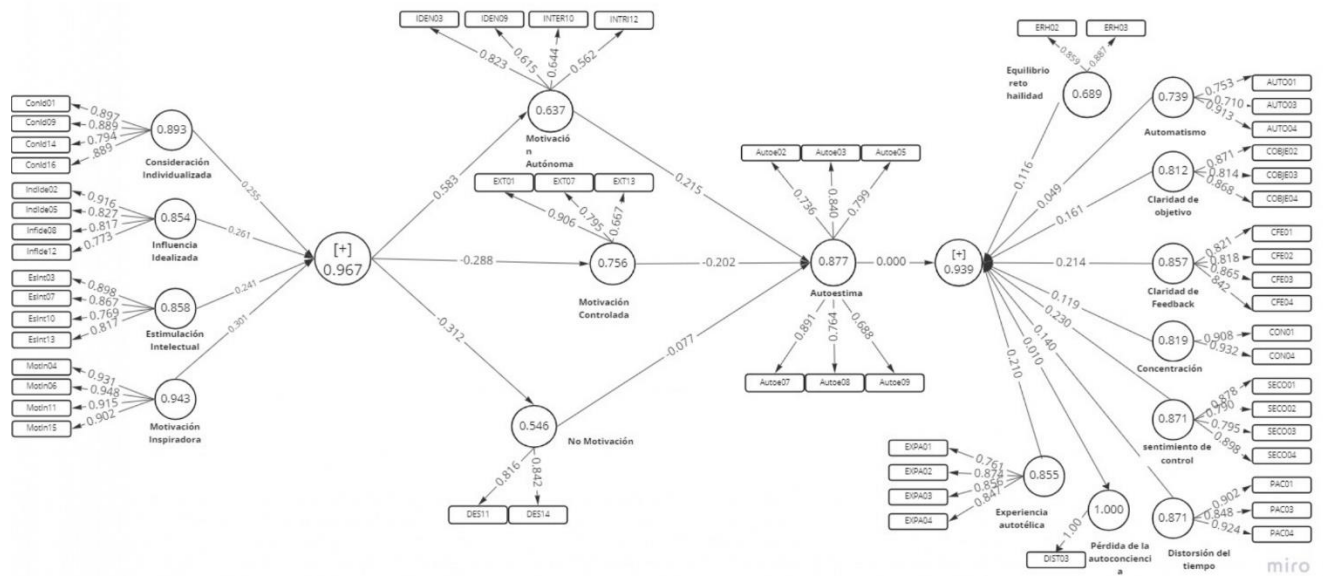 IDEN03
IDEN09
INTER10
INTRI12
0.823
0.615
0.644
0.562
0.637
Motivació
n
Autónoma
ConId01
ConId09
ConId14
ConId16
0.897
0.889
0.794
.889
0.893
Consideración
Individualizada
0.255
IndIde02
IndIde05
InfIde08
InfIde12
0.916
0.827
0.817
0.773
0.854
Influencia
Idealizada
0.261
EsInt03
EsInt07
EsInt10
EsInt13
0.898
0.867
0.769
0.817
0.858
Estimulación
Intelectual
0.241
MotIn04
MotIn06
MotIn11
MotIn15
0.931
0.948
0.915
0.902
0.943
Motivación
Inspiradora
0.301
[+]
0.967
0.583
-0.288
-0.312
EXT01
EXT07
EXT13
0.906
0.795
0.667
0.756
Motivación
Controlada
0.546
No Motivación
0.816
0.842
DES11
DES14
0.215
-0.202
-0.077
Autoe02
Autoe03
Autoe05
0.736
0.840
0.799
0.877
Autoestima
0.891
0.764
0.688
Autoe07
Autoe08
Autoe09
0.000
[+]
0.939
ERH02
ERH03
0.859
0.887
Equilibrio
reto
hailidad
0.689
0.116
0.739
Automatismo
0.753
0.710
0.913
AUTO01
AUTO03
AUTO04
0.049
0.812
Claridad de
objetivo
0.871
0.814
0.868
COBJE02
COBJE03
COBJE04
0.161
0.857
Claridad de
Feedback
0.821
0.818
0.865
.842
CFE01
CFE02
CFE03
CFE04
0.214
0.819
Concentración
0.908
0.932
CON01
CON04
0.119
0.871
sentimiento de
control
0.878
0.790
0.795
0.898
SECO01
SECO02
SECO03
SECO04
0.230
0.871
Distorsión del
tiempo
0.902
0.848
0.924
PAC01
PAC03
PAC04
0.140
1.000
Pérdida de la
autoconcienci
a
1.00
DIST03
0.010
EXPA01
EXPA02
EXPA03
EXPA04
0.761
0.874
0.856
0.847
0.855
Experiencia
autotélica
0.210
miro